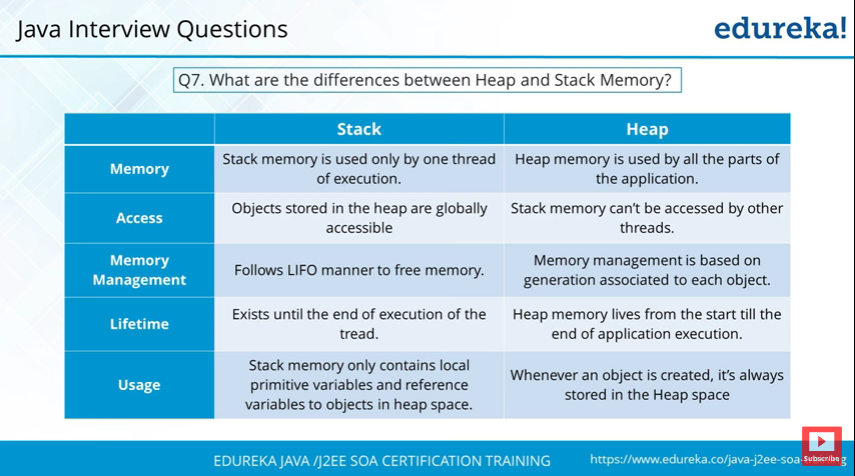 Java Interview Questions
edureka!
Q7. What are the differences between Heap and Stack Memory?
Stack
Heap
Memory
Stack memory is used only by one thread
of execution.
Heap memory is used by all the parts of
the application.
Access
Objects stored in the heap are globally
accessible
Stack memory can't be accessed by other
threads.
Memory
Management
Follows LIFO manner to free memory.
Memory management is based on
generation associated to each object.
Lifetime
Exists until the end of execution of the
tread.
Heap memory lives from the start till the
end of application execution.
Usage
Stack memory only contains local
primitive variables and reference
variables to objects in heap space.
Whenever an object is created, it's always
stored in the Heap space
EDUREKA JAVA /J2EE SOA CERTIFICATION TRAINING
https://www.edureka.co/java-j2ee-soa-
Subscribe